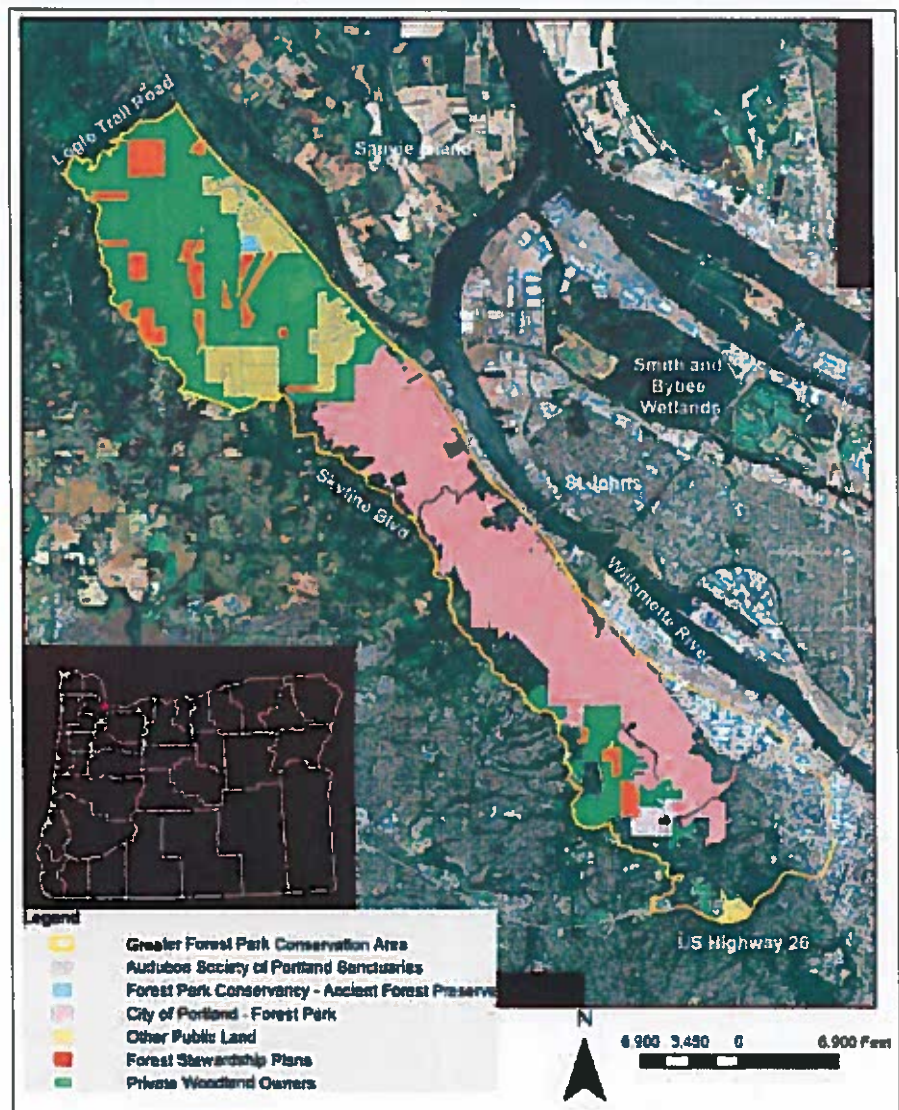 Logie Trail Road
Sauvie Island
Smith and
Bybee
Wetlands
St Johns
Skyline Blvd
Willamette River
US Highway 26
Legend
Greater Forest Park Conservation Area
Audubon Society of Portland Sanctuaries
Forest Park Conservancy - Ancient Forest Preserve
City of Portland - Forest Park
Other Public Land
Forest Stewardship Plans
Private Woodland Owners
N
6,900 3,450 0 6,900 Feet